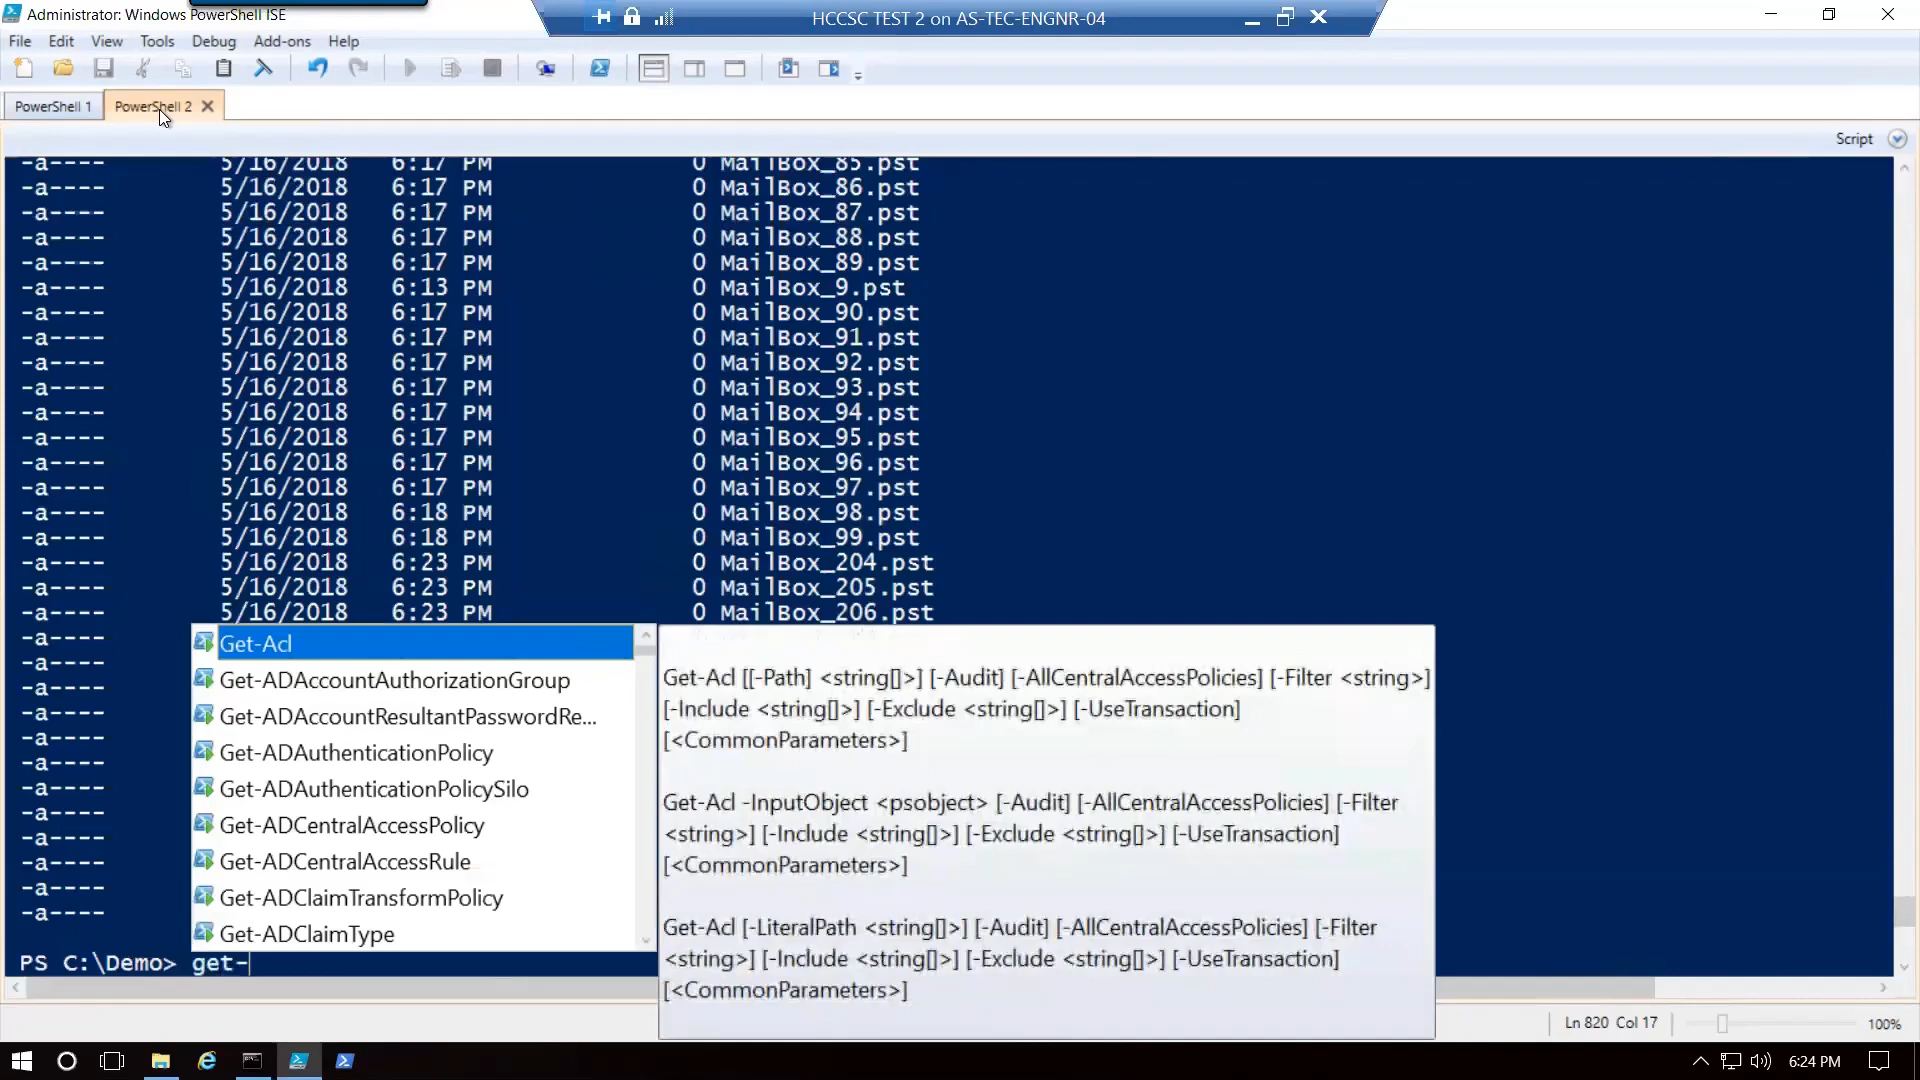 Administrator: Windows PowerShell ISE
HCCSC TEST 2 on AS-TEC-ENGNR-04
File Edit View Tools Debug Add-ons Help
PowerShell 1
PowerShell 2
Script
-a---- 5/16/2018 6:17 PM 0 MailBox_85.pst
-a---- 5/16/2018 6:17 PM 0 MailBox_86.pst
-a---- 5/16/2018 6:17 PM 0 MailBox_87.pst
-a---- 5/16/2018 6:17 PM 0 MailBox_88.pst
-a---- 5/16/2018 6:17 PM 0 MailBox_89.pst
-a---- 5/16/2018 6:13 PM 0 MailBox_9.pst
-a---- 5/16/2018 6:17 PM 0 MailBox_90.pst
-a---- 5/16/2018 6:17 PM 0 MailBox_91.pst
-a---- 5/16/2018 6:17 PM 0 MailBox_92.pst
-a---- 5/16/2018 6:17 PM 0 MailBox_93.pst
-a---- 5/16/2018 6:17 PM 0 MailBox_94.pst
-a---- 5/16/2018 6:17 PM 0 MailBox_95.pst
-a---- 5/16/2018 6:17 PM 0 MailBox_96.pst
-a---- 5/16/2018 6:17 PM 0 MailBox_97.pst
-a---- 5/16/2018 6:18 PM 0 MailBox_98.pst
-a---- 5/16/2018 6:18 PM 0 MailBox_99.pst
-a---- 5/16/2018 6:23 PM 0 MailBox_204.pst
-a---- 5/16/2018 6:23 PM 0 MailBox_205.pst
-a---- 5/16/2018 6:23 PM 0 MailBox_206.pst
-a----
-a----
-a----
-a----
-a----
-a----
-a----
-a----
-a----
-a----
-a----
-a----
Get-Acl
Get-ADAccountAuthorizationGroup
Get-ADAccountResultantPasswordRe...
Get-ADAuthenticationPolicy
Get-ADAuthenticationPolicySilo
Get-ADCentralAccessPolicy
Get-ADCentralAccessRule
Get-ADClaimTransformPolicy
Get-ADClaimType
Get-Acl [[-Path] <string[]>] [-Audit] [-AllCentralAccessPolicies] [-Filter <string>]
[-Include <string[]>] [-Exclude <string[]>] [-UseTransaction]
[<CommonParameters>]
Get-Acl -InputObject <psobject> [-Audit] [-AllCentralAccessPolicies] [-Filter
<string>] [-Include <string[]>] [-Exclude <string[]>] [-UseTransaction]
[<CommonParameters>]
Get-Acl [-LiteralPath <string[]>] [-Audit] [-AllCentralAccessPolicies] [-Filter
<string>] [-Include <string[]>] [-Exclude <string[]>] [-UseTransaction]
[<CommonParameters>]
PS C:\Demo> get-
Ln 820 Col 17
100%
6:24 PM